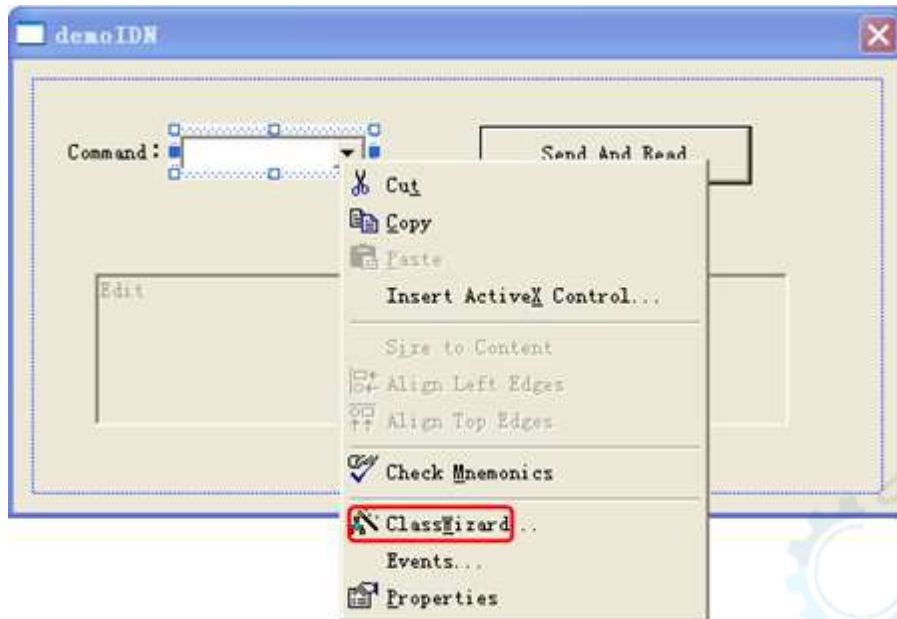 demoIDN
Command:
Send And Read
Edit
Cut
Copy
Paste
Insert ActiveX Control...
Size to Content
Align Left Edges
Align Top Edges
Check Mnemonics
ClassWizard...
Events...
Properties